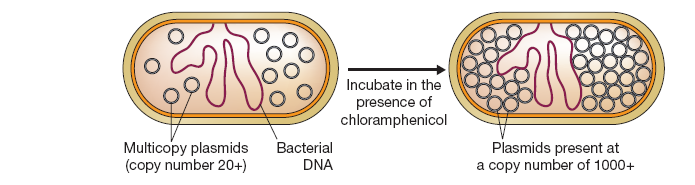 Incubate in the
presence of
chloramphenicol
Multicopy plasmids
(copy number 20+)
Bacterial
DNA
Plasmids present at
a copy number of 1000+